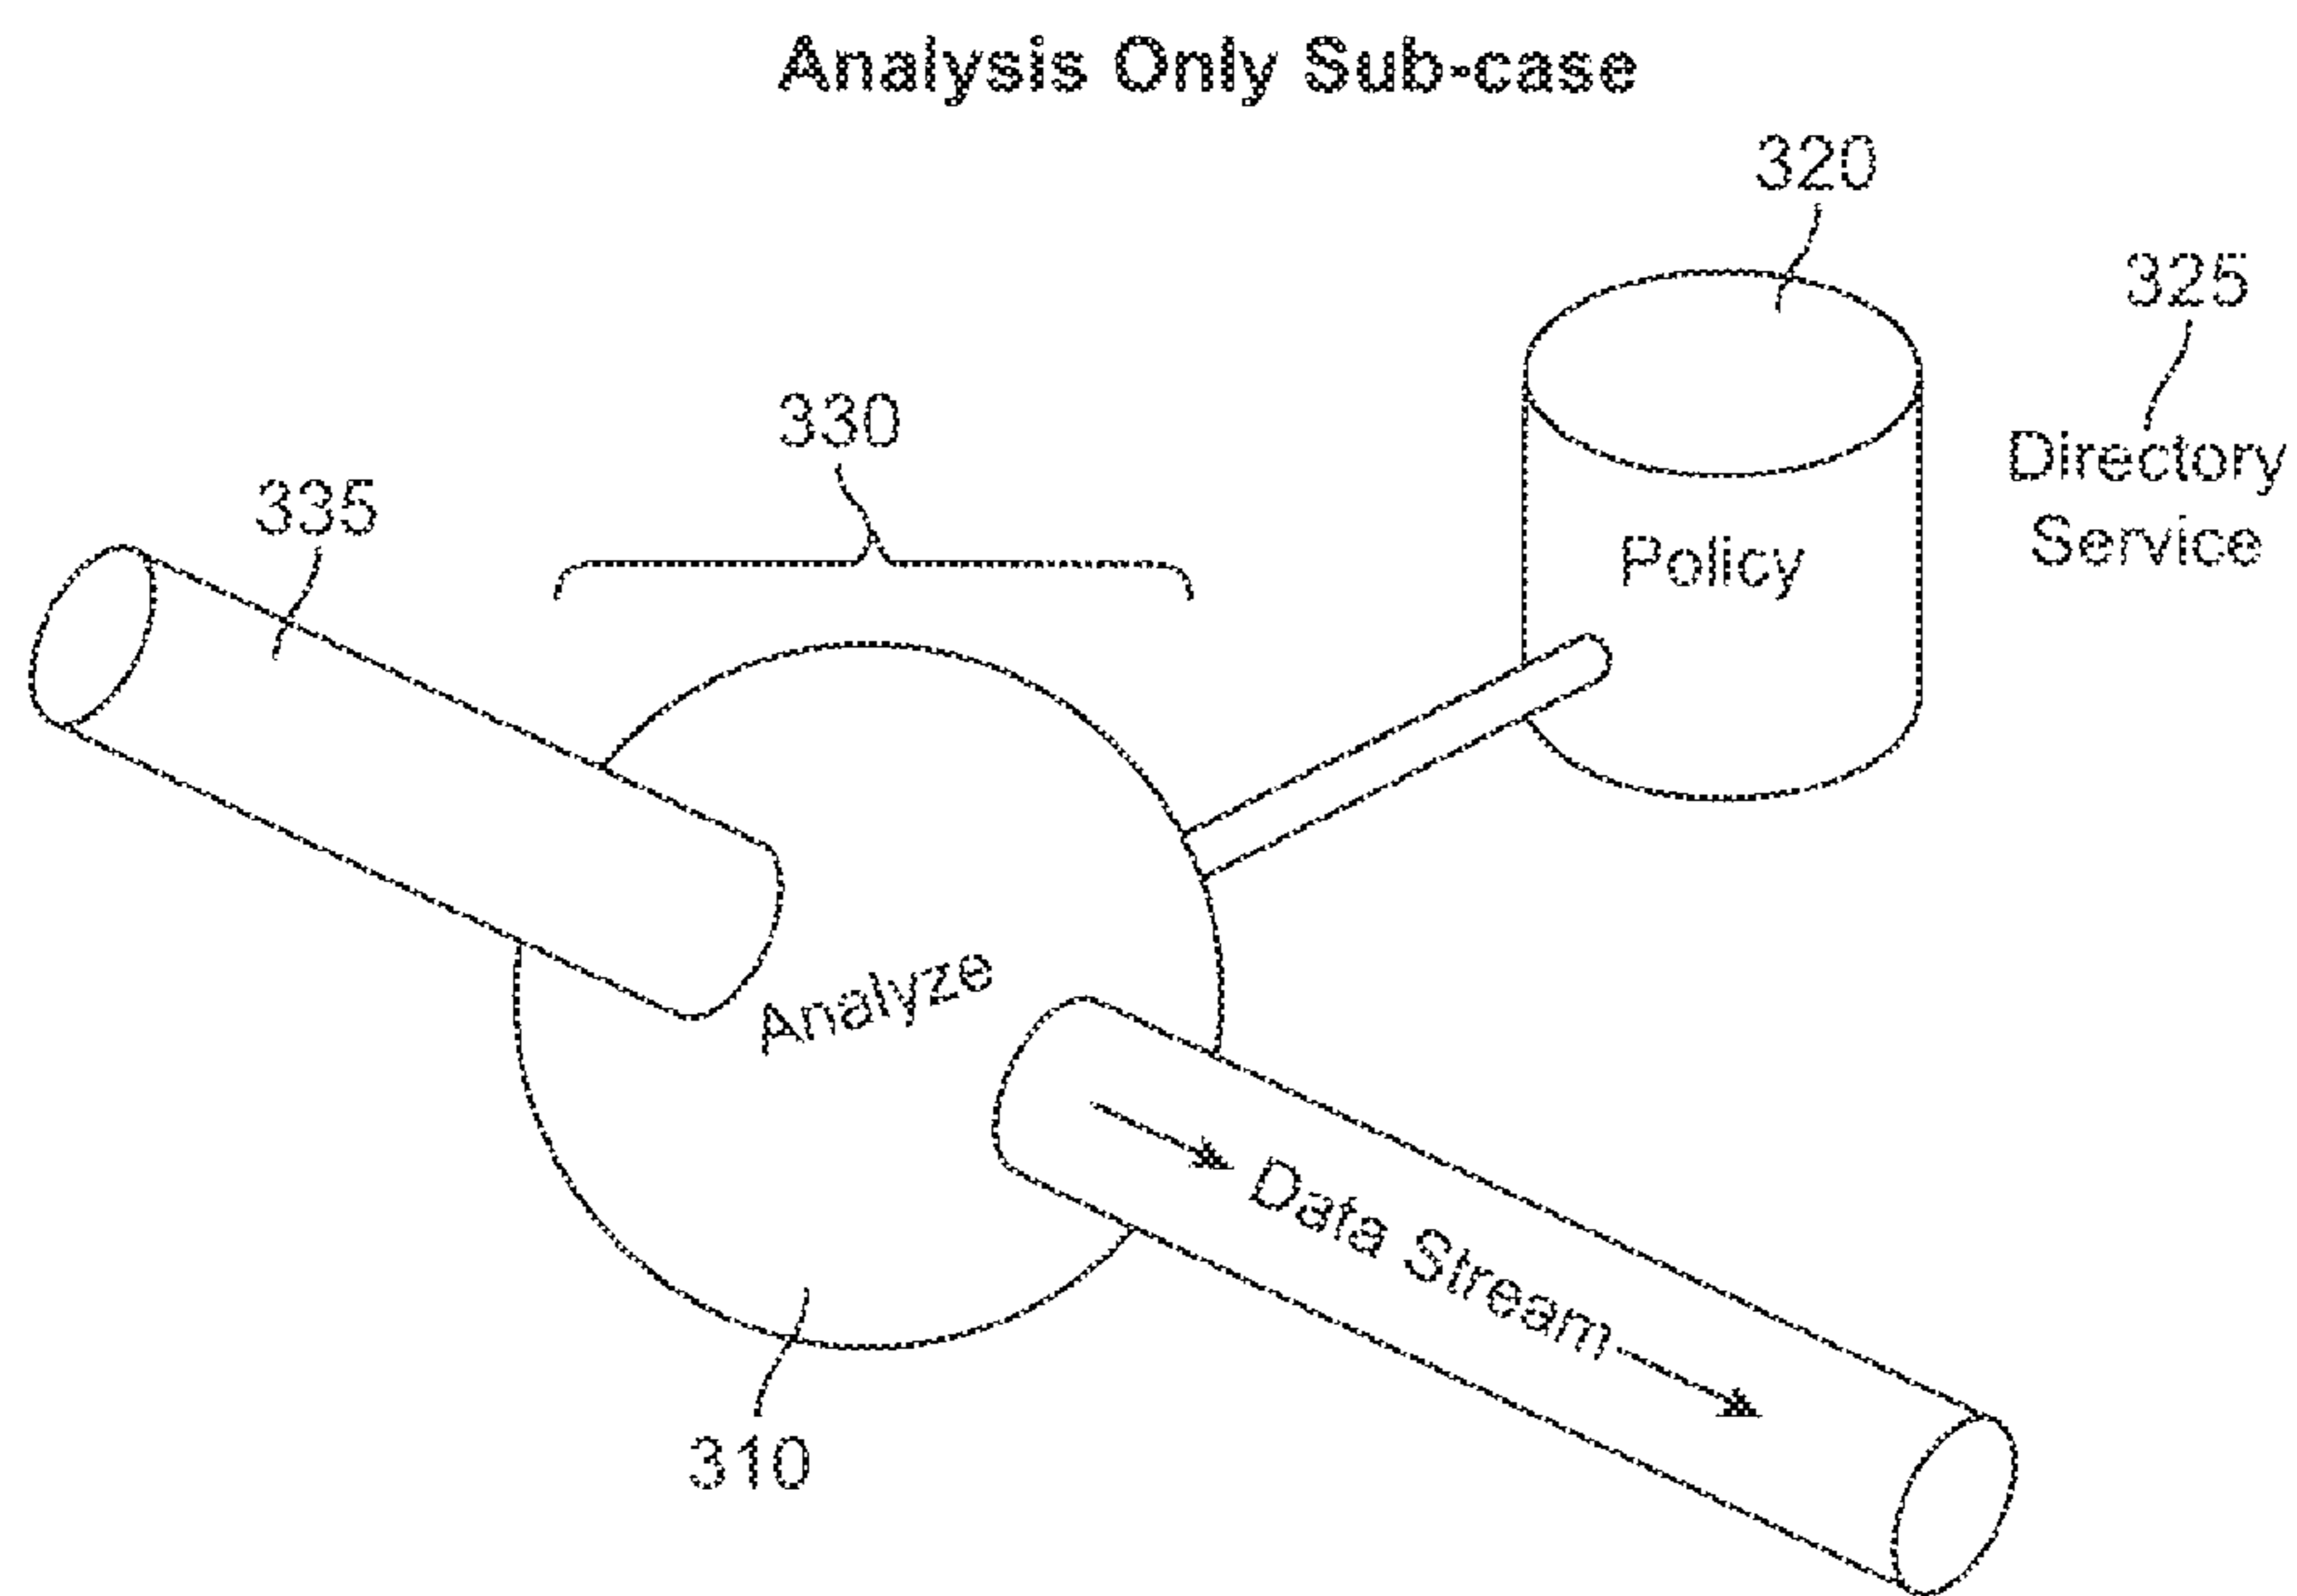 Analysis Only Sub-case
320
325
330
Directory
335
Service
Policy
Analyze
Data Stream
310